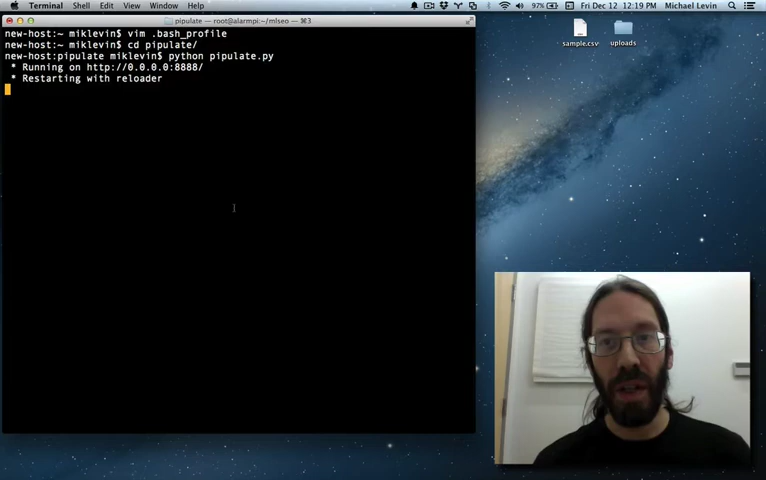 Terminal Shell Edit View Window Help
97% Fri Dec 12 12:19 PM Michael Levin
pipulate — root@alarmpi:~/mlseo — ⌘3
new-host:~ miklevin$ vim .bash_profile
new-host:~ miklevin$ cd pipulate/
new-host:pipulate miklevin$ python pipulate.py
* Running on http://0.0.0.0:8888/
* Restarting with reloader
sample.csv
uploads